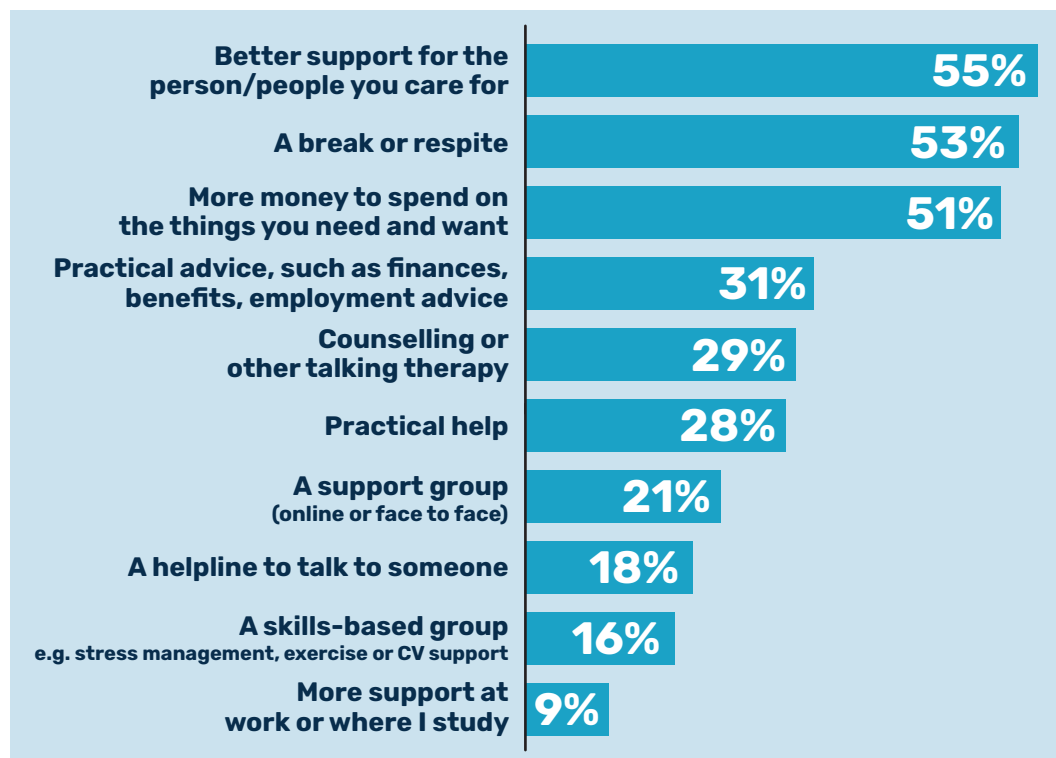 Better support for the
person/people you care for
55%
A break or respite
53%
More money to spend on
the things you need and want
51%
Practical advice, such as finances,
benefits, employment advice
31%
Counselling or
other talking therapy
29%
Practical help
28%
A support group
(online or face to face)
21%
A helpline to talk to someone
18%
A skills-based group
e.g. stress management, exercise or CV support
16%
More support at
work or where I study
9%